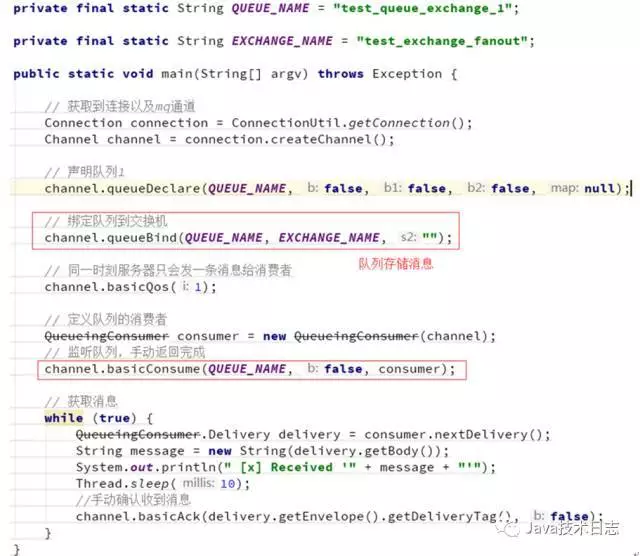 private final static String QUEUE_NAME = "test_queue_exchange_1";
private final static String EXCHANGE_NAME = "test_exchange_fanout";
public static void main(String[] argv) throws Exception {
// 获取到连接以及mq通道
Connection connection = ConnectionUtil.getConnection();
Channel channel = connection.createChannel();
// 声明队列1
channel.queueDeclare(QUEUE_NAME, b: false, b1: false, b2: false, map: null);
// 绑定队列到交换机
channel.queueBind(QUEUE_NAME, EXCHANGE_NAME, s2: "");
队列存储消息
// 同一时刻服务器只会发一条消息给消费者
channel.basicQos( i: 1);
// 定义队列的消费者
QueueingConsumer consumer = new QueueingConsumer(channel);
// 监听队列，手动返回完成
channel.basicConsume(QUEUE_NAME, b: false, consumer);
// 获取消息
while (true) {
QueueingConsumer.Delivery delivery = consumer.nextDelivery();
String message = new String(delivery.getBody());
System.out.println(" [x] Received '" + message + "'");
Thread.sleep( millis: 10);
//手动确认收到消息
channel.basicAck(delivery.getEnvelope().getDeliveryTag(), b: false);
}
}
Java技术日志